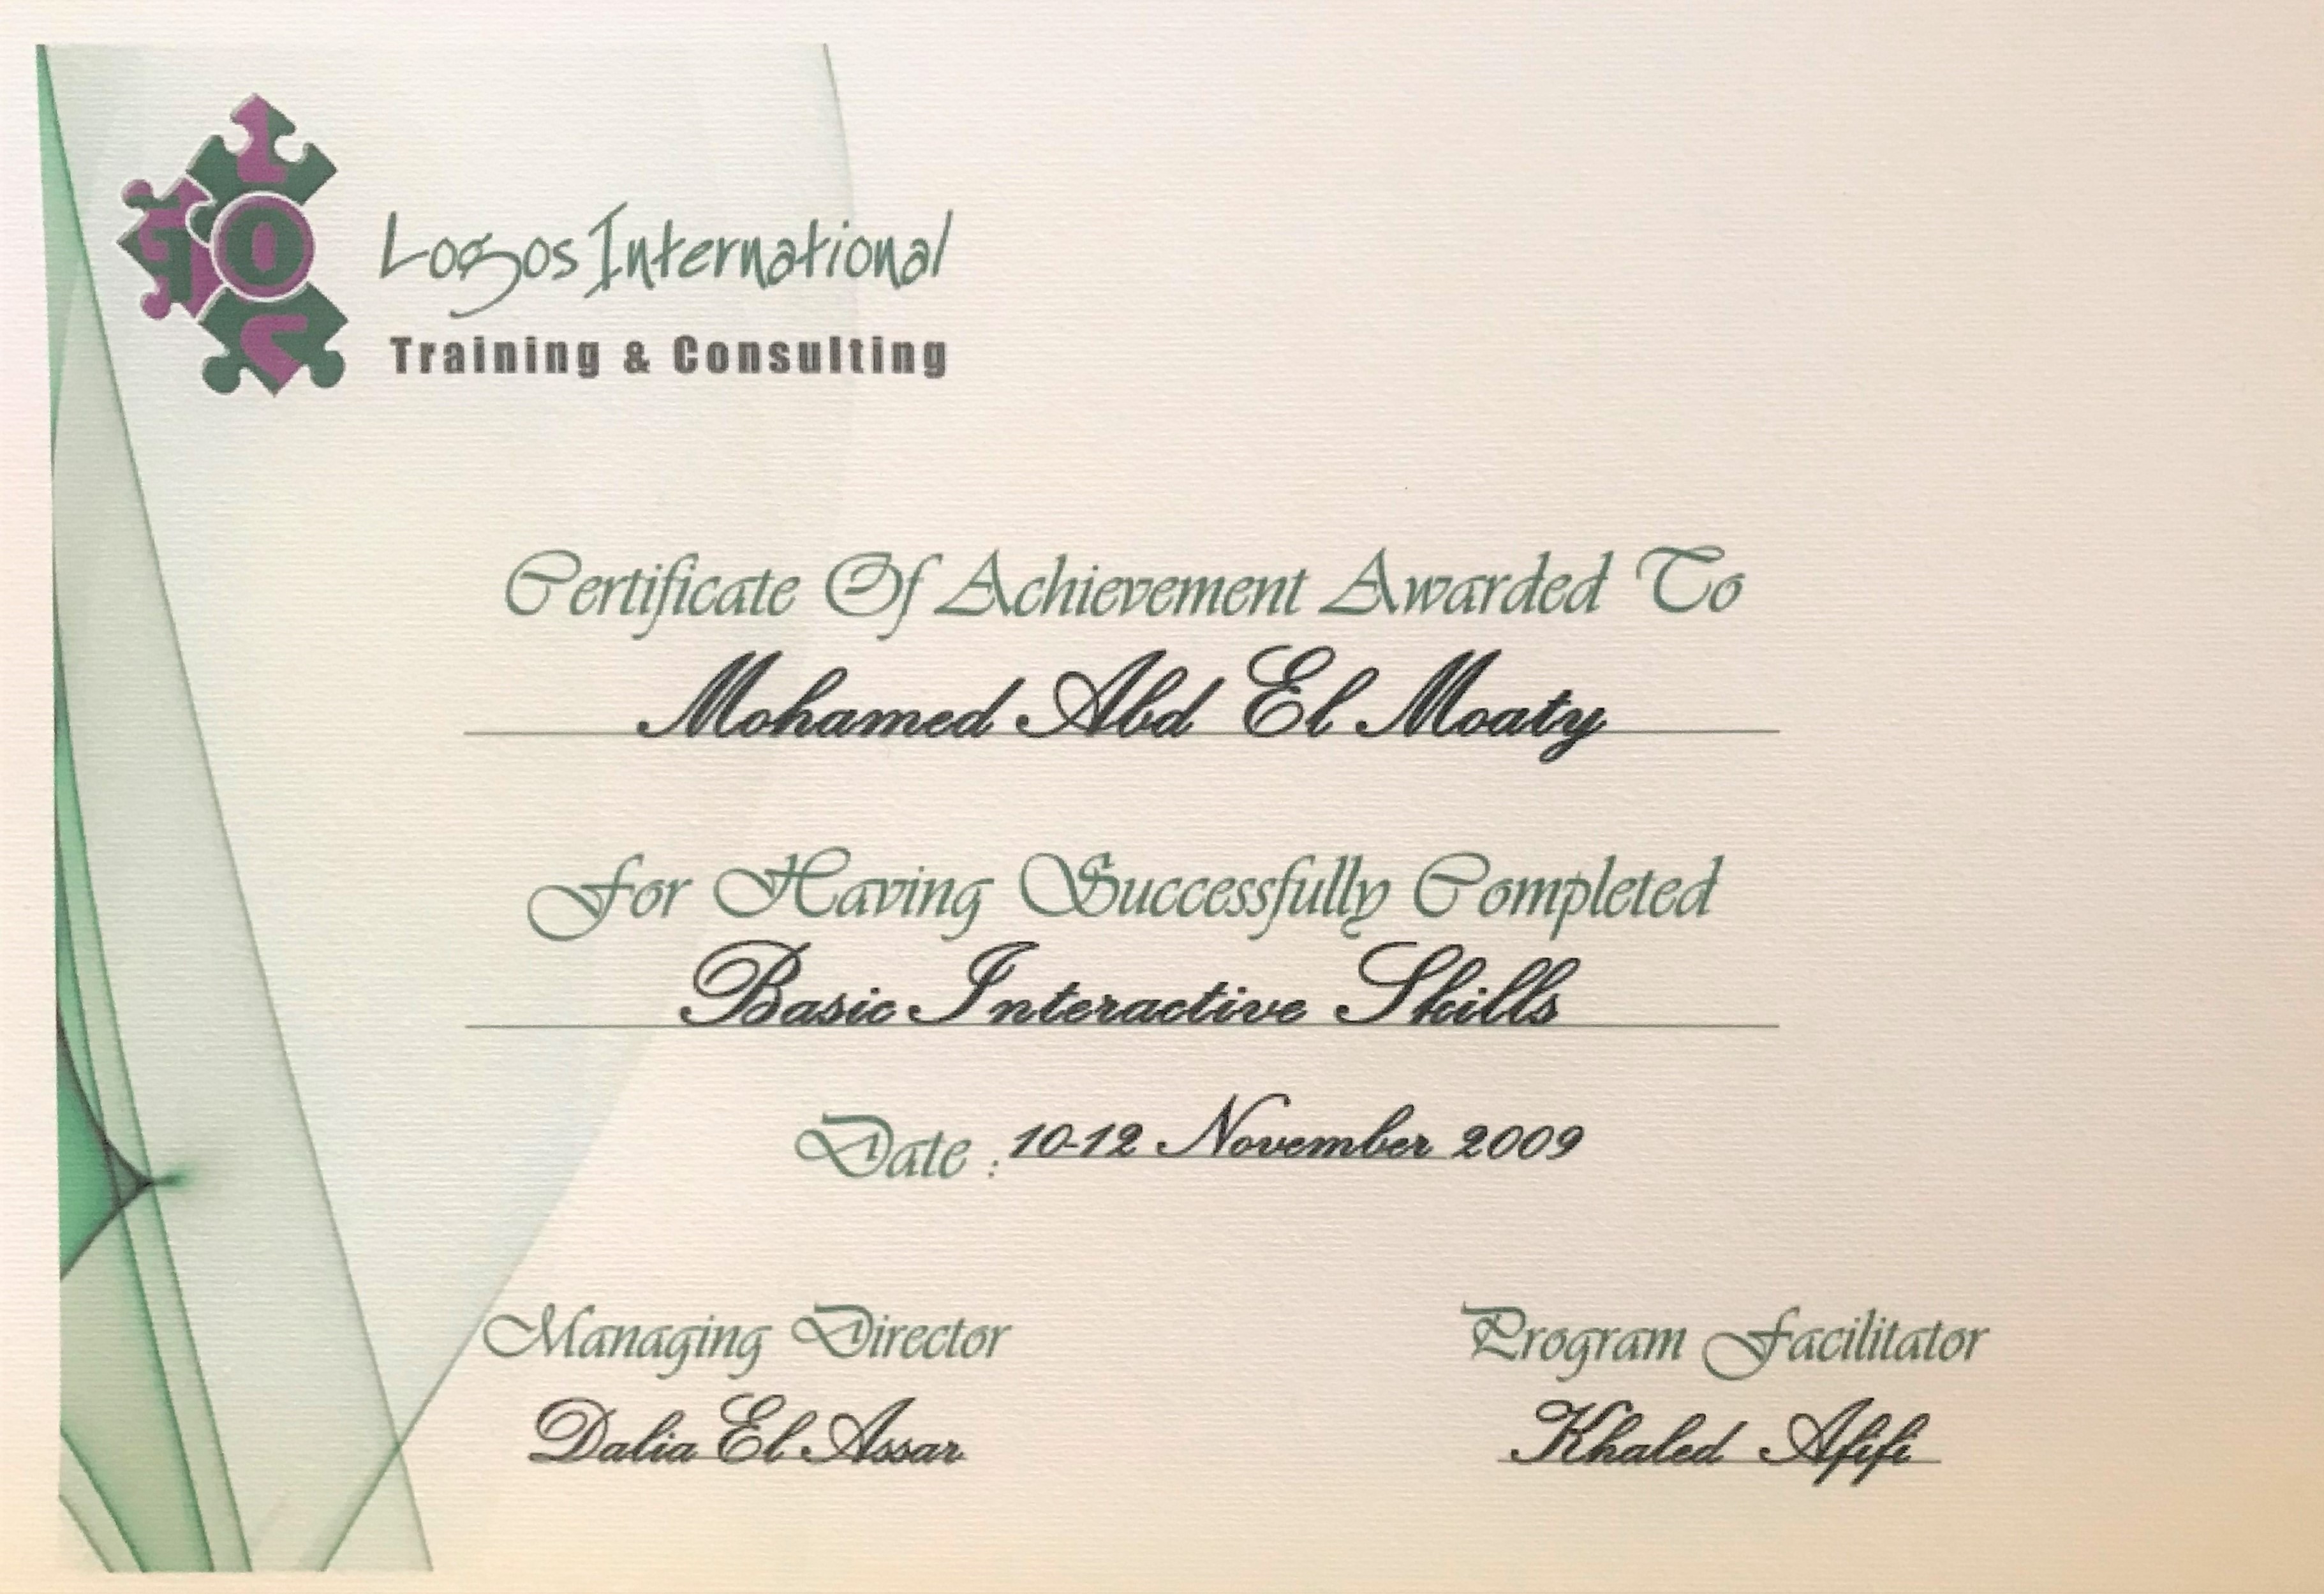 LOGOS
Logos International
Training & Consulting
Certificate Of Achievement Awarded To
Mohamed Abd El Moaty
For Having Successfully Completed
Basic Interactive Skills
Date : 10-12 November 2009
Managing Director
Program Facilitator
Dalia El Assar
Khaled Afifi